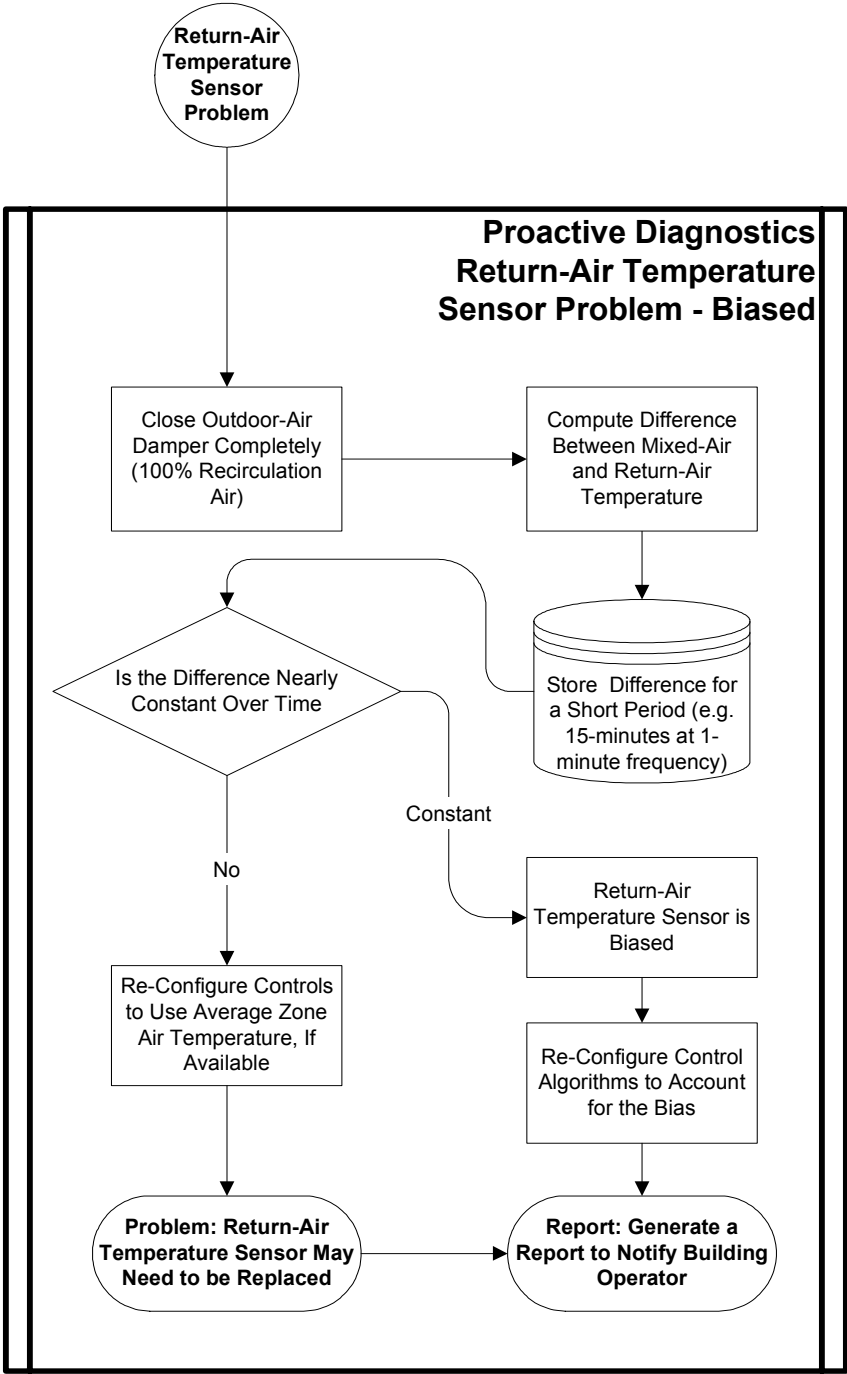 Return-Air
Temperature
Sensor
Problem
Proactive Diagnostics
Return-Air Temperature
Sensor Problem - Biased
Close Outdoor-Air
Damper Completely
(100% Recirculation
Air)
Compute Difference
Between Mixed-Air
and Return-Air
Temperature
Is the Difference Nearly
Constant Over Time
Store Difference for
a Short Period (e.g.
15-minutes at 1-
minute frequency)
Constant
No
Return-Air
Temperature Sensor is
Biased
Re-Configure Controls
to Use Average Zone
Air Temperature, If
Available
Re-Configure Control
Algorithms to Account
for the Bias
Problem: Return-Air
Temperature Sensor May
Need to be Replaced
Report: Generate a
Report to Notify Building
Operator